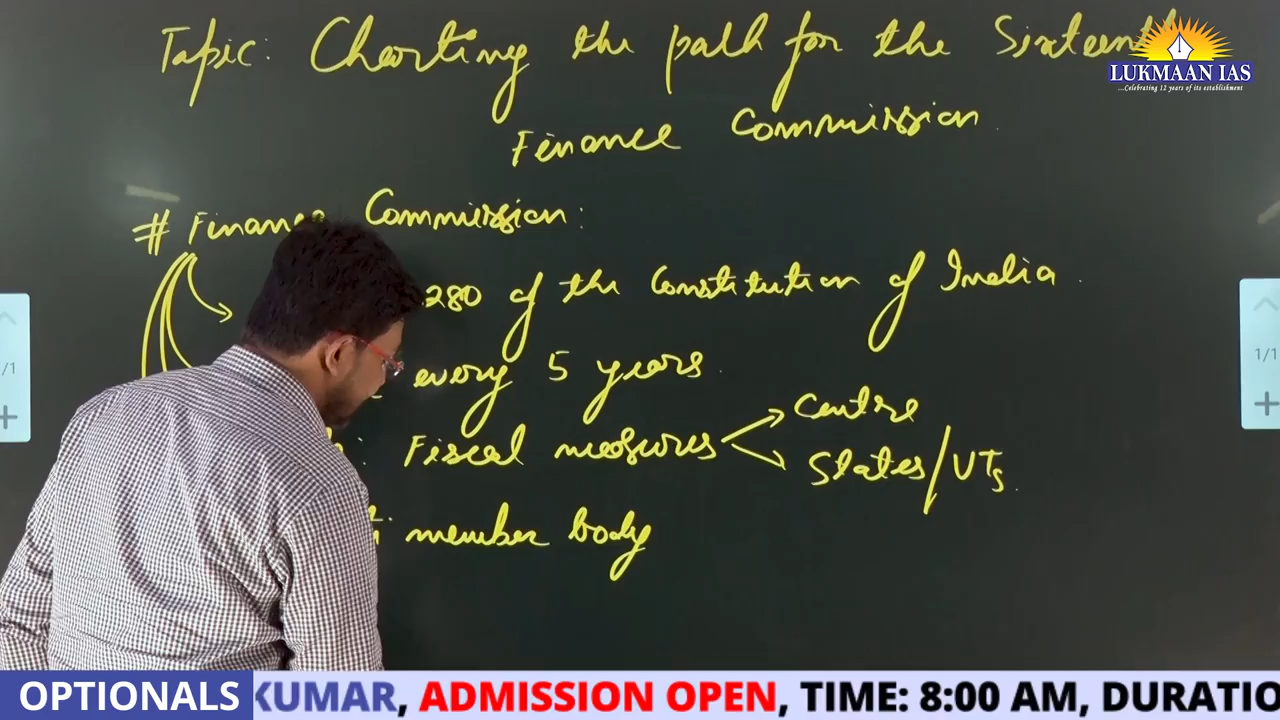 Topic: Charting the path for the Sixteenth
LUKMAAN IAS
...Celebrating 12 years of its establishment
Finance Commission.
# Finance Commission:
280 of the Constitution of India.
every 5 years.
Fiscal measures Centre
States/UTs.
member body
1/1
OPTIONALS KUMAR, ADMISSION OPEN, TIME: 8:00 AM, DURATIO